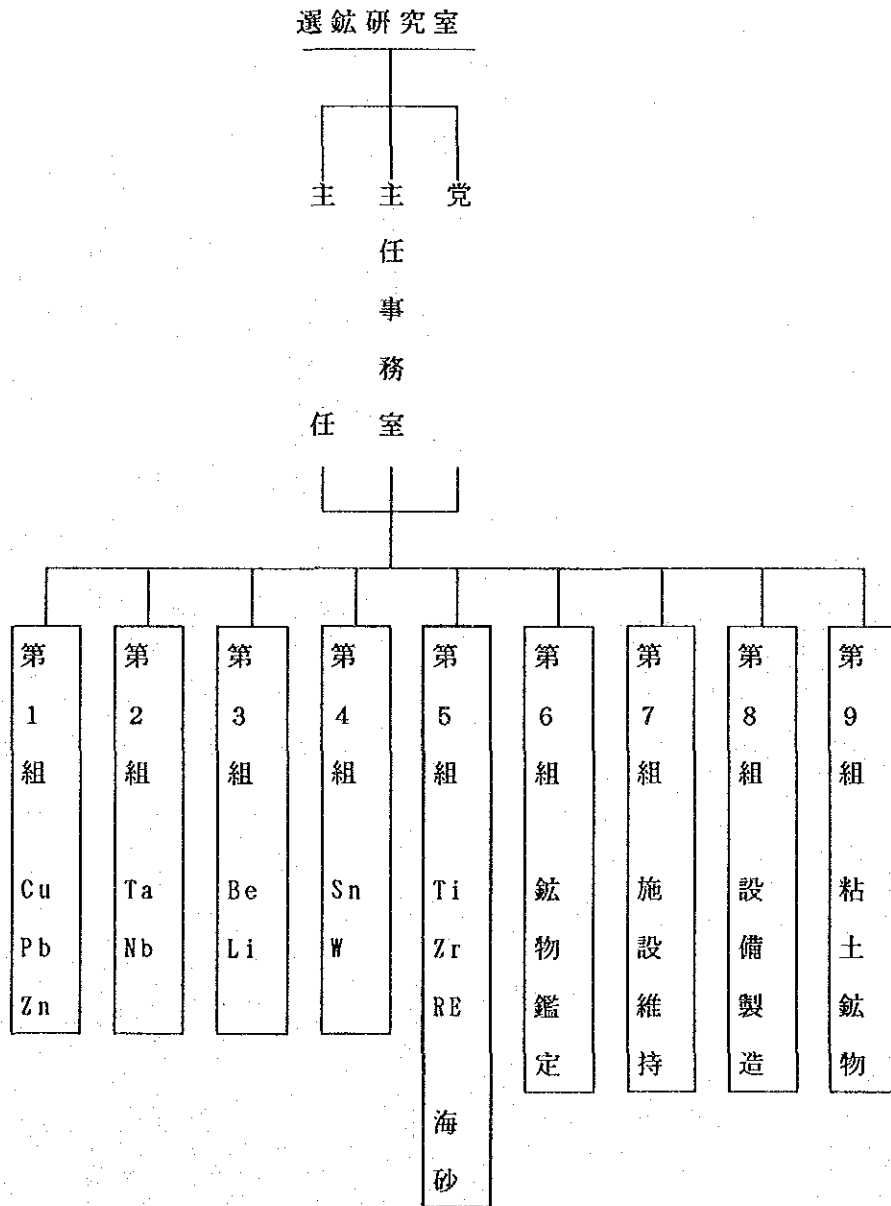 選鉱研究室
主任
主任事務室
党
第1組 Cu Pb Zn
第2組 Ta Nb
第3組 Be Li
第4組 Sn W
第5組 Ti Zr RE 海砂
第6組 鉱物鑑定
第7組 施設維持
第8組 設備製造
第9組 粘土鉱物